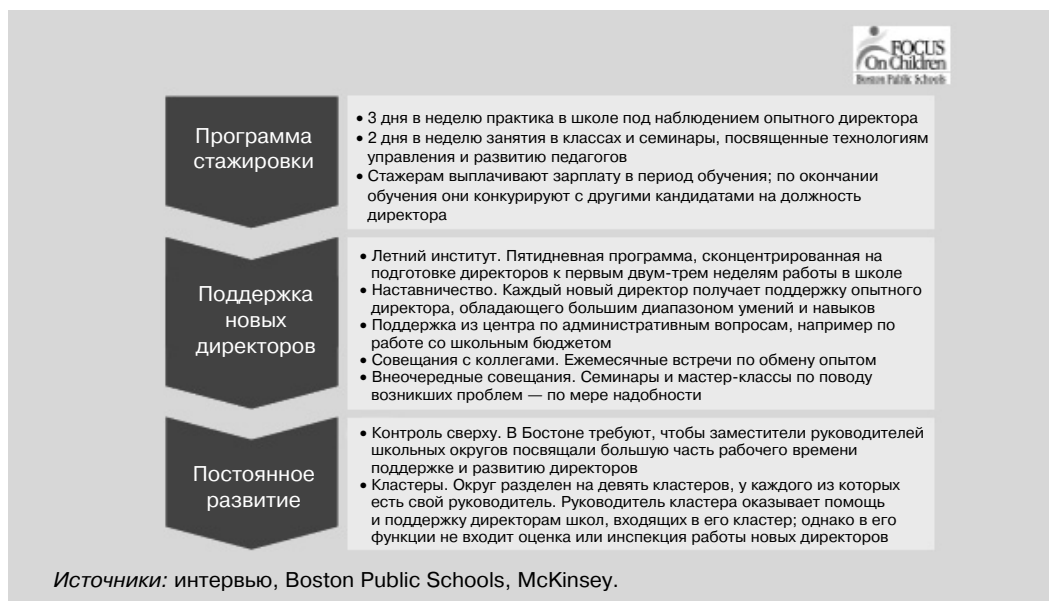 FOCUS
On Children
Boston Public Schools
Программа
стажировки
• 3 дня в неделю практика в школе под наблюдением опытного директора
• 2 дня в неделю занятия в классах и семинары, посвященные технологиям
управления и развитию педагогов
• Стажерам выплачивают зарплату в период обучения; по окончании
обучения они конкурируют с другими кандидатами на должность
директора
Поддержка
новых
директоров
• Летний институт. Пятидневная программа, сконцентрированная на
подготовке директоров к первым двум-трем неделям работы в школе
• Наставничество. Каждый новый директор получает поддержку опытного
директора, обладающего большим диапазоном умений и навыков
• Поддержка из центра по административным вопросам, например по
работе со школьным бюджетом
• Совещания с коллегами. Ежемесячные встречи по обмену опытом
• Внеочередные совещания. Семинары и мастер-классы по поводу
возникших проблем — по мере надобности
Постоянное
развитие
• Контроль сверху. В Бостоне требуют, чтобы заместители руководителей
школьных округов посвящали большую часть рабочего времени
поддержке и развитию директоров
• Кластеры. Округ разделен на девять кластеров, у каждого из которых
есть свой руководитель. Руководитель кластера оказывает помощь
и поддержку директорам школ, входящих в его кластер; однако в его
функции не входит оценка или инспекция работы новых директоров
Источники: интервью, Boston Public Schools, McKinsey.